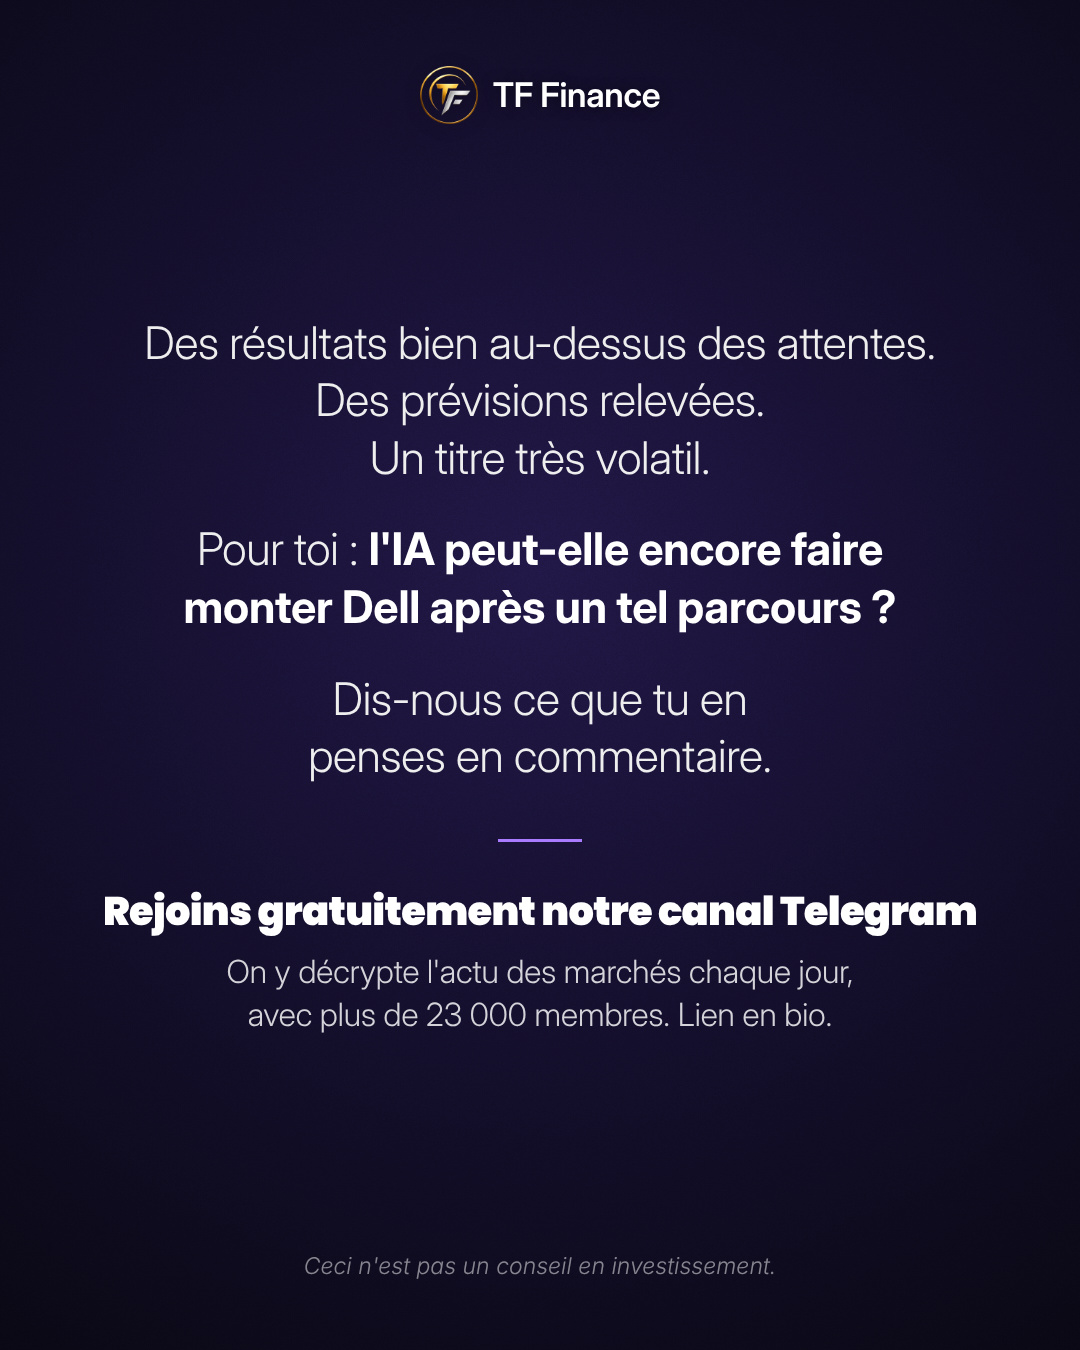 TF Finance
Des résultats bien au-dessus des attentes.
Des prévisions relevées.
Un titre très volatil.
Pour toi : l'IA peut-elle encore faire
monter Dell après un tel parcours ?
Dis-nous ce que tu en
penses en commentaire.
Rejoins gratuitement notre canal Telegram
On y décrypte l'actu des marchés chaque jour,
avec plus de 23 000 membres. Lien en bio.
Ceci n'est pas un conseil en investissement.